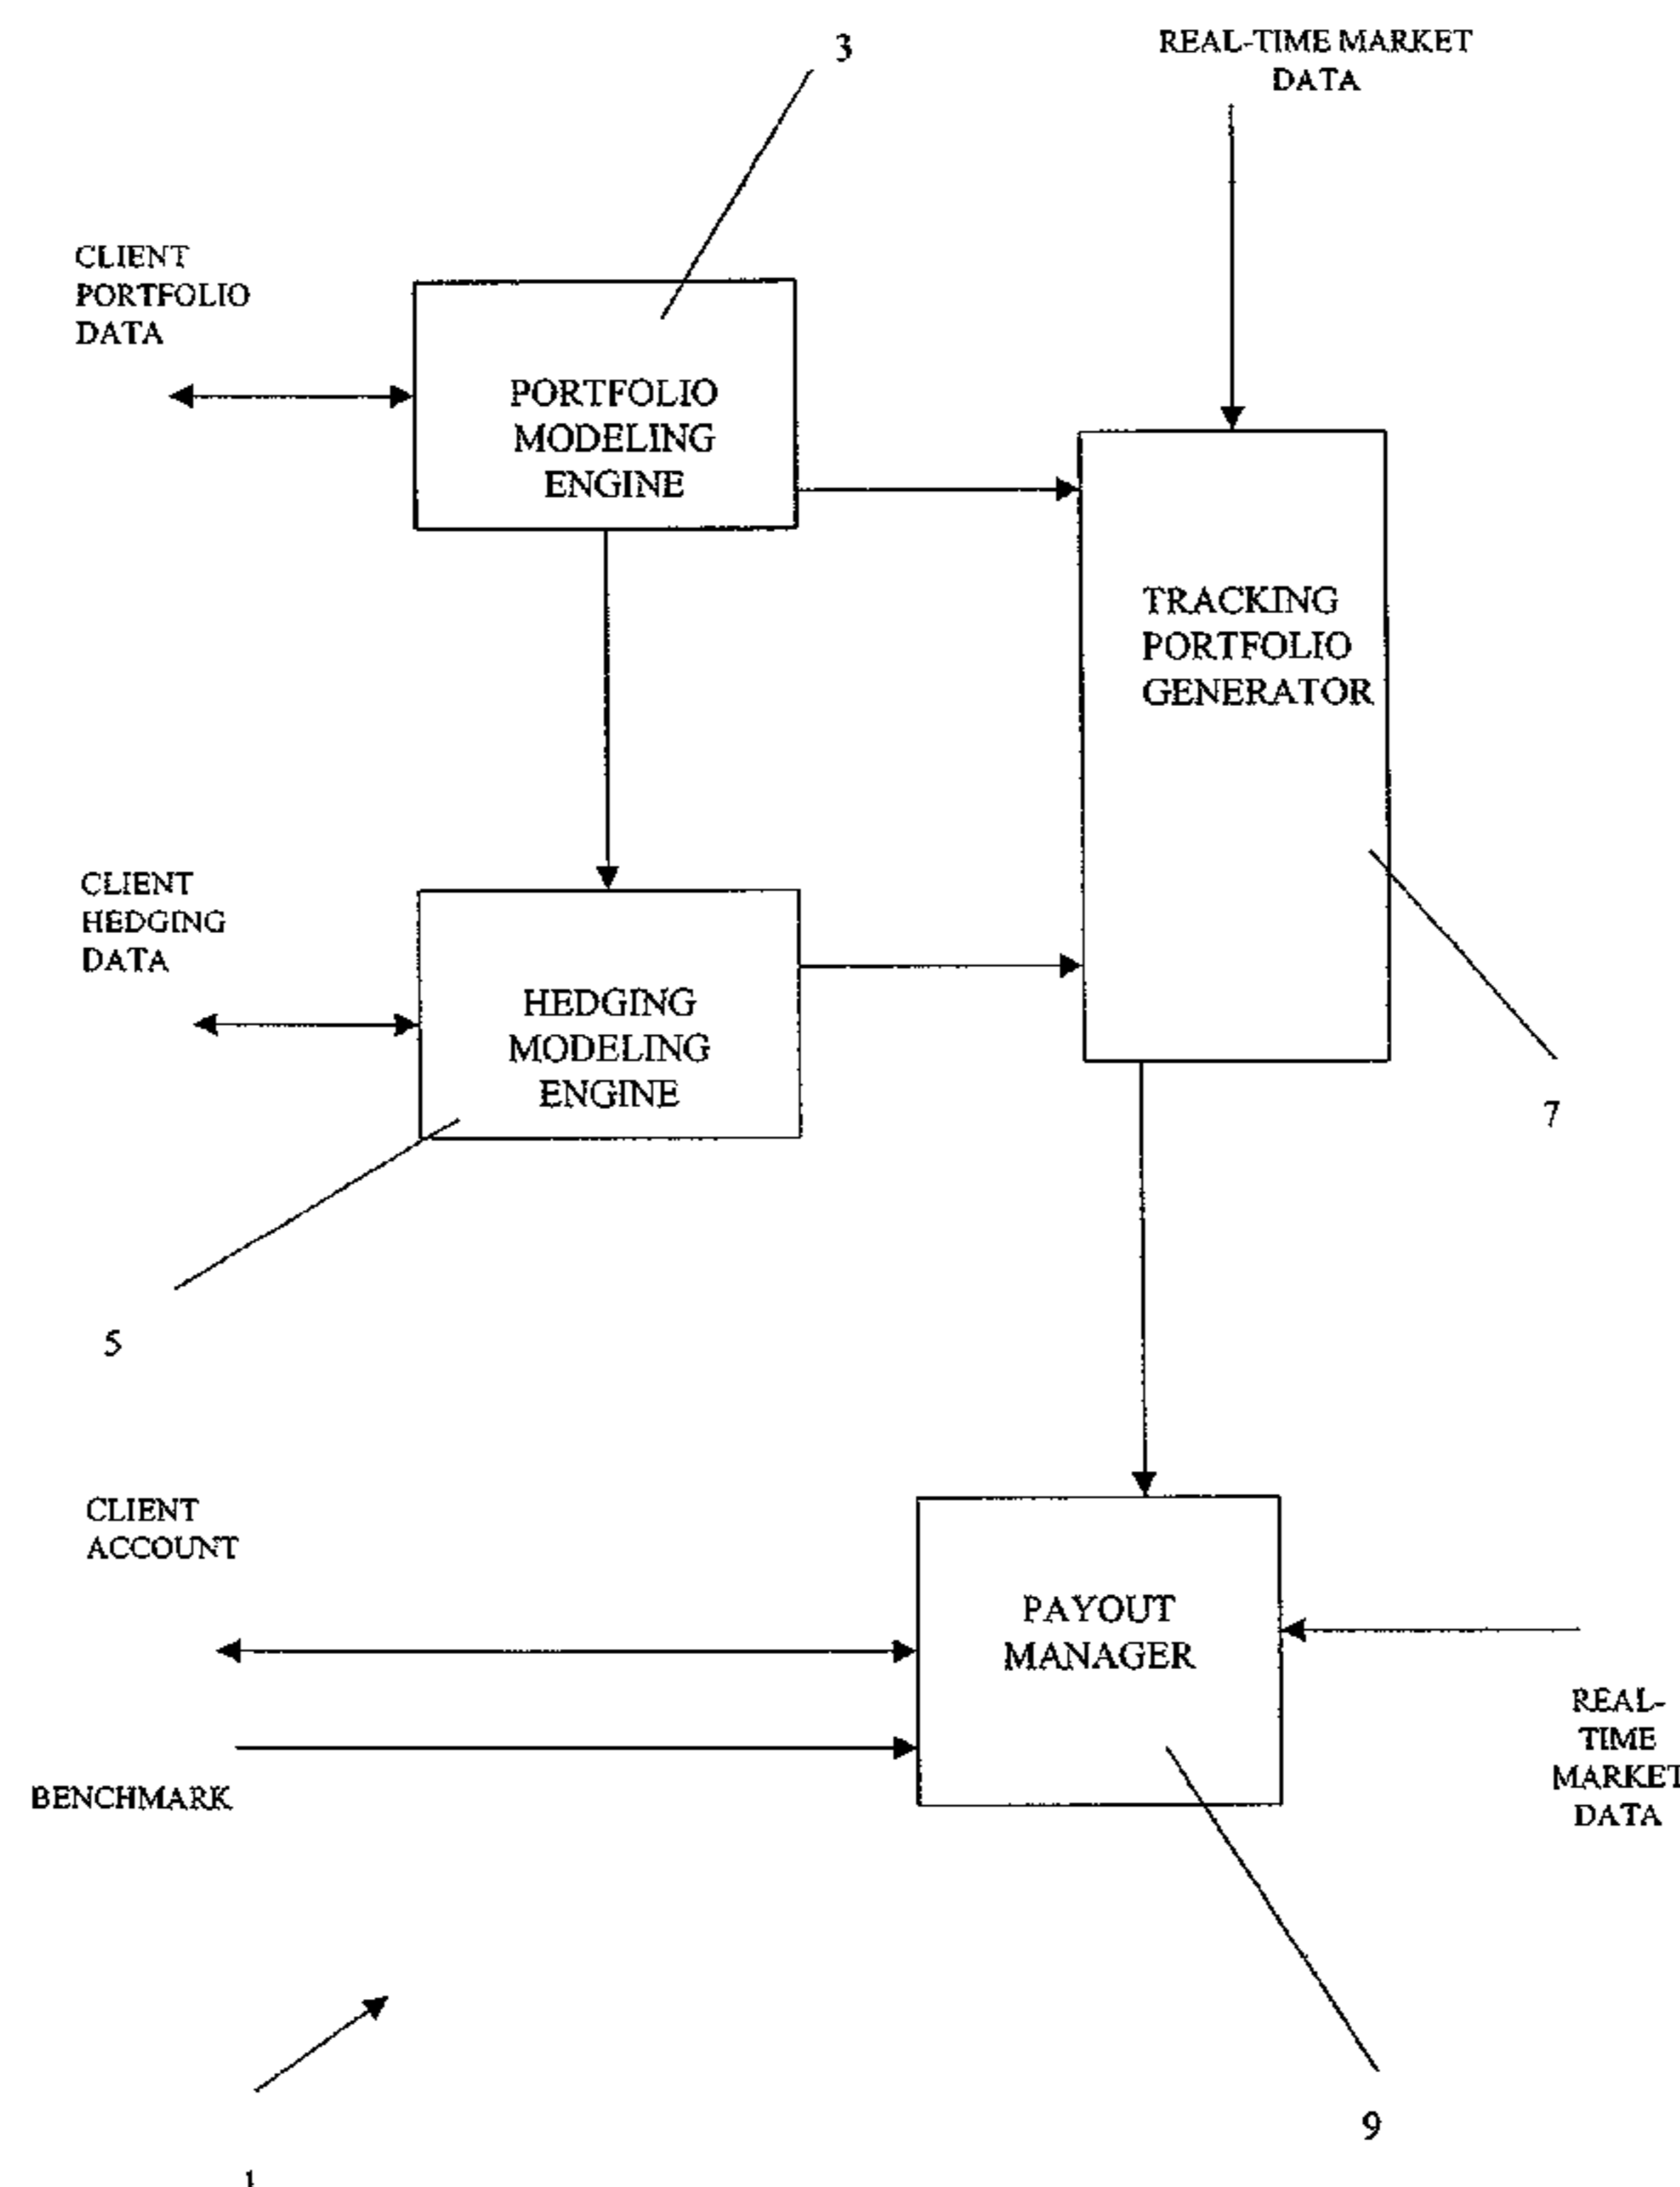 3
REAL-TIME MARKET
DATA
CLIENT
PORTFOLIO
DATA
PORTFOLIO
MODELING
ENGINE
TRACKING
PORTFOLIO
GENERATOR
CLIENT
HEDGING
DATA
HEDGING
MODELING
ENGINE
7
5
CLIENT
ACCOUNT
PAYOUT
MANAGER
REAL-
TIME
MARKET
DATA
BENCHMARK
9
1